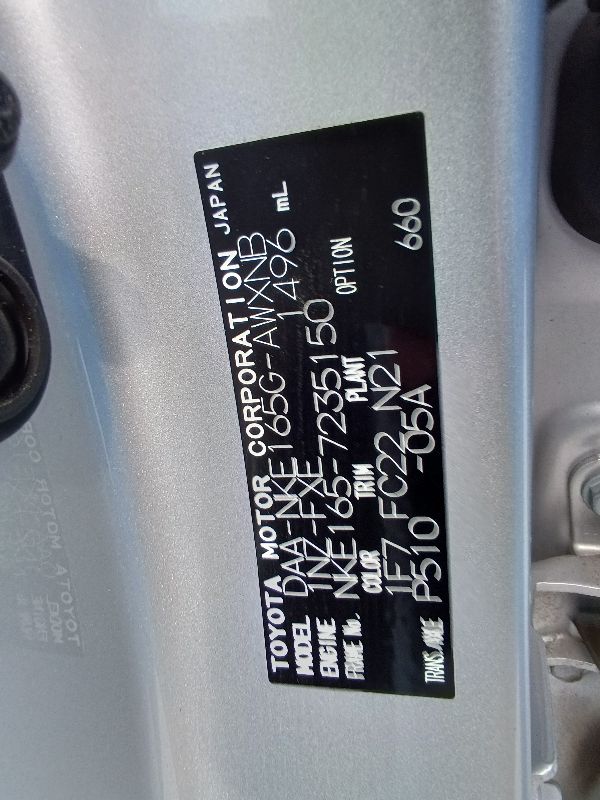 TOYOTA MOTOR CORPORATION JAPAN
MODEL DAA-NKE165G-AWXNB
ENGINE 1NZ-FXE 1496 mL
FRAME No. NKE165-7235150
COLOR TRIM PLANT OPTION
1F7 FC22 N21 660
TRANS./AXLE P510 -05A